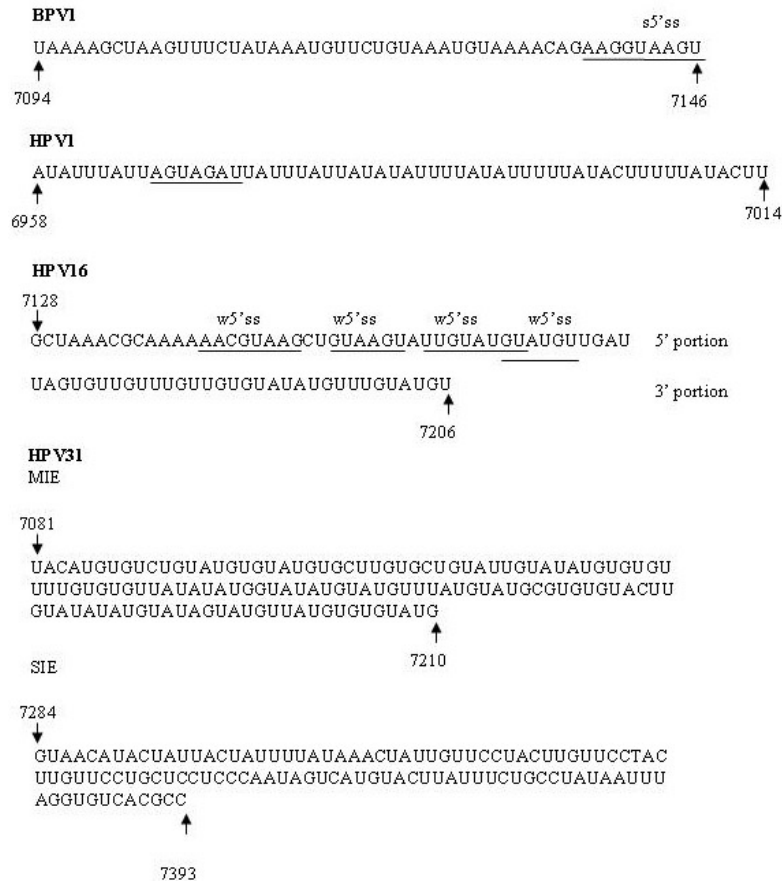 BPV1
s5’ss
UAAAAGCUAAGUUUCUAUAAAUGUUCUGUAAAUGUAAAACAGAAGGUAAGU
7094
7146
HPV1
AUAUUUAUUAGUAGAUUAUUUAUUAUAUAUUUUAUAUUUUUAUACUUUUUAUACUU
6958
7014
HPV16
7128
w5’ss w5’ss w5’ss w5’ss
GCUAAACGCAAAAAACGUAAGCUGUAAGUAUUGUAUGUAUGUUGAU 5’ portion
UAGUGUUGUUUGUUGUGUAUAUGUUUGUAUGU 3’ portion
7206
HPV31
MIE
7081
UACAUGUGUCUGUAUGUGUAUGUGCUUGUGCUGUAUUGUAUAUGUGUGU
UUUGUGUGUUAUAUAUGGUAUAUGUAUGUUUAUGUAUGCGUGUGUACUU
GUAUAUAUGUAUAGUAUGUUAUGUGUGUAUG
7210
SIE
7284
GUAACAUACUAUUACUAUUUUAUAAACUAUUGUUCCUACUUGUUCCTAC
UUGUUCCUGCUCCUCCCAAUAGUCAUGUACUUAUUUCUGCCUAUAAUUU
AGGUGUCACGCC
7393